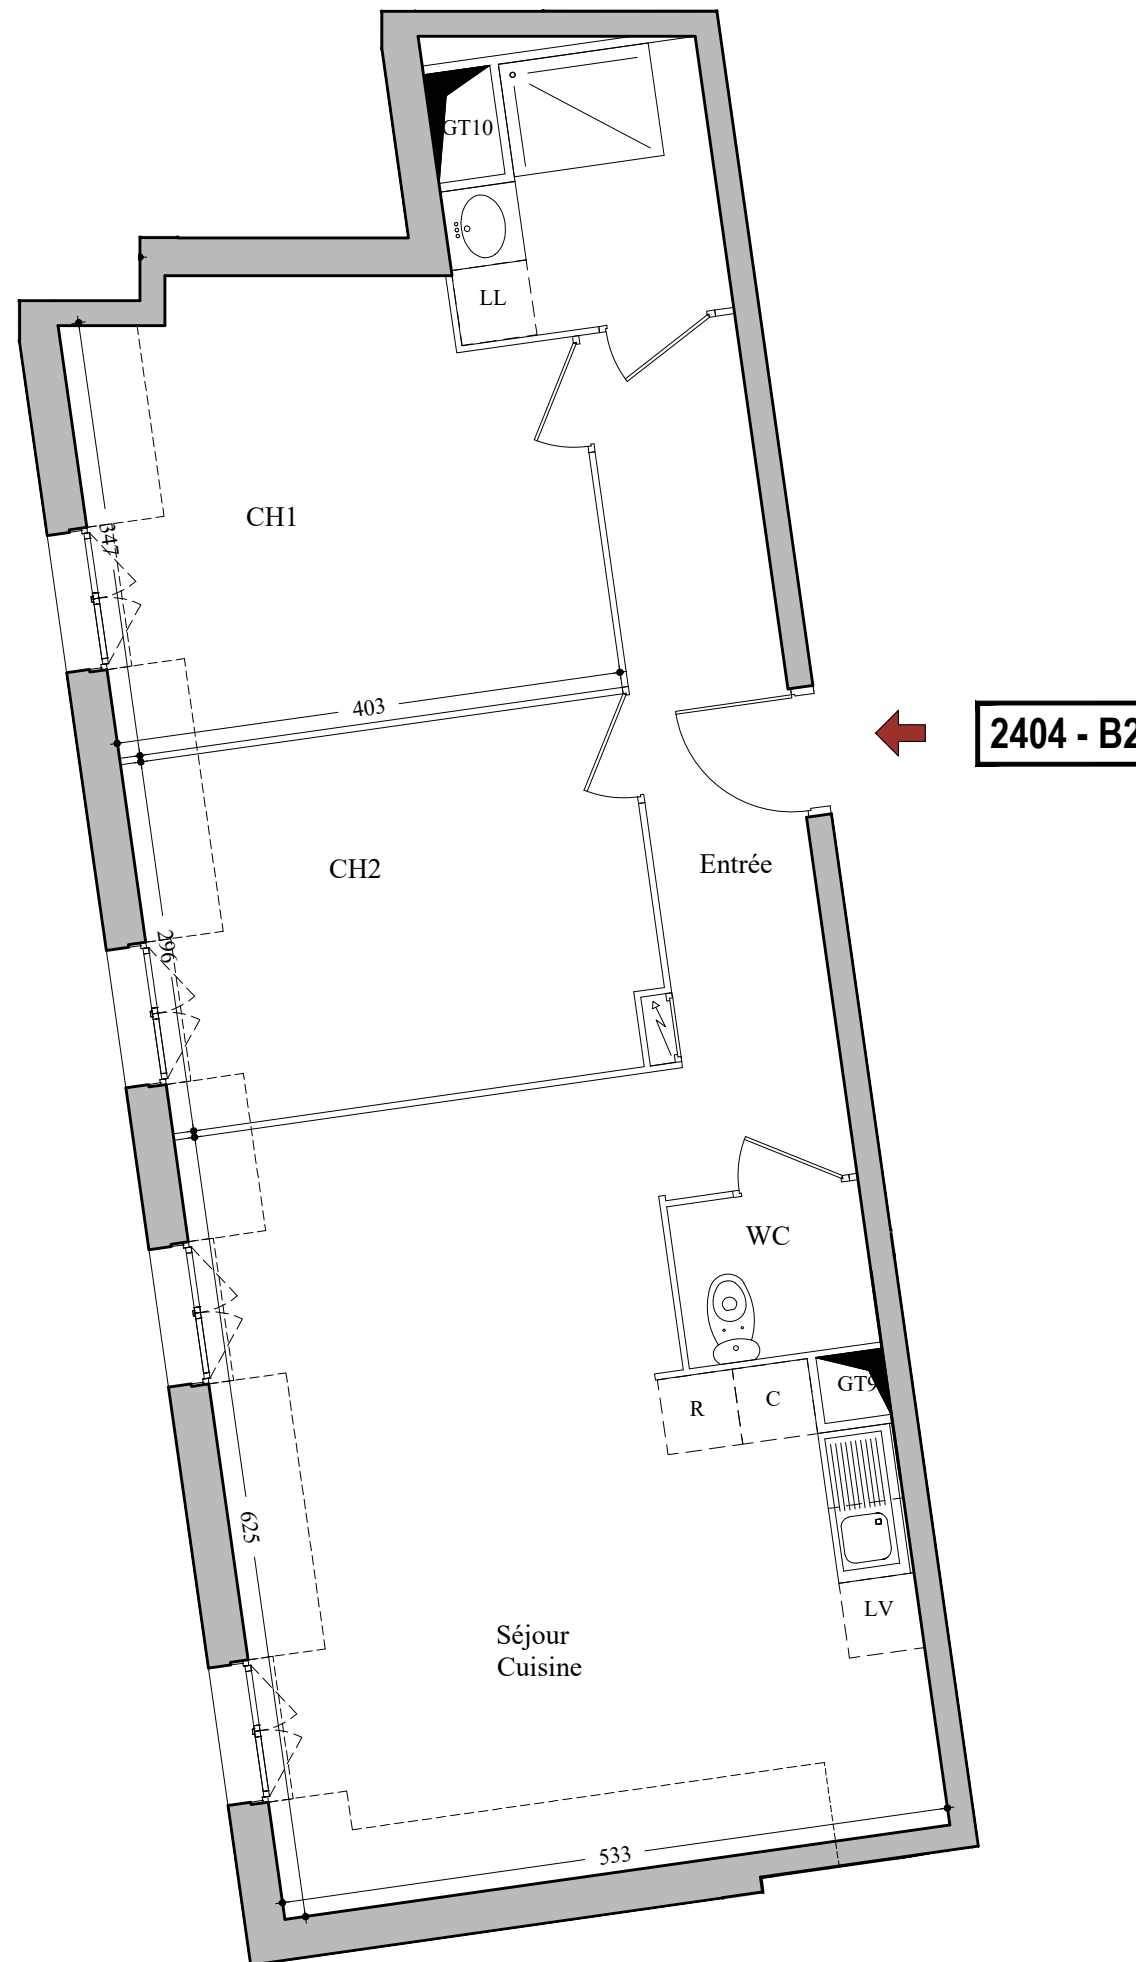 GT10
LL
CH1
347
403
2404 - B2
CH2
Entrée
296
WC
R
C
GT9
625
LV
Séjour
Cuisine
533